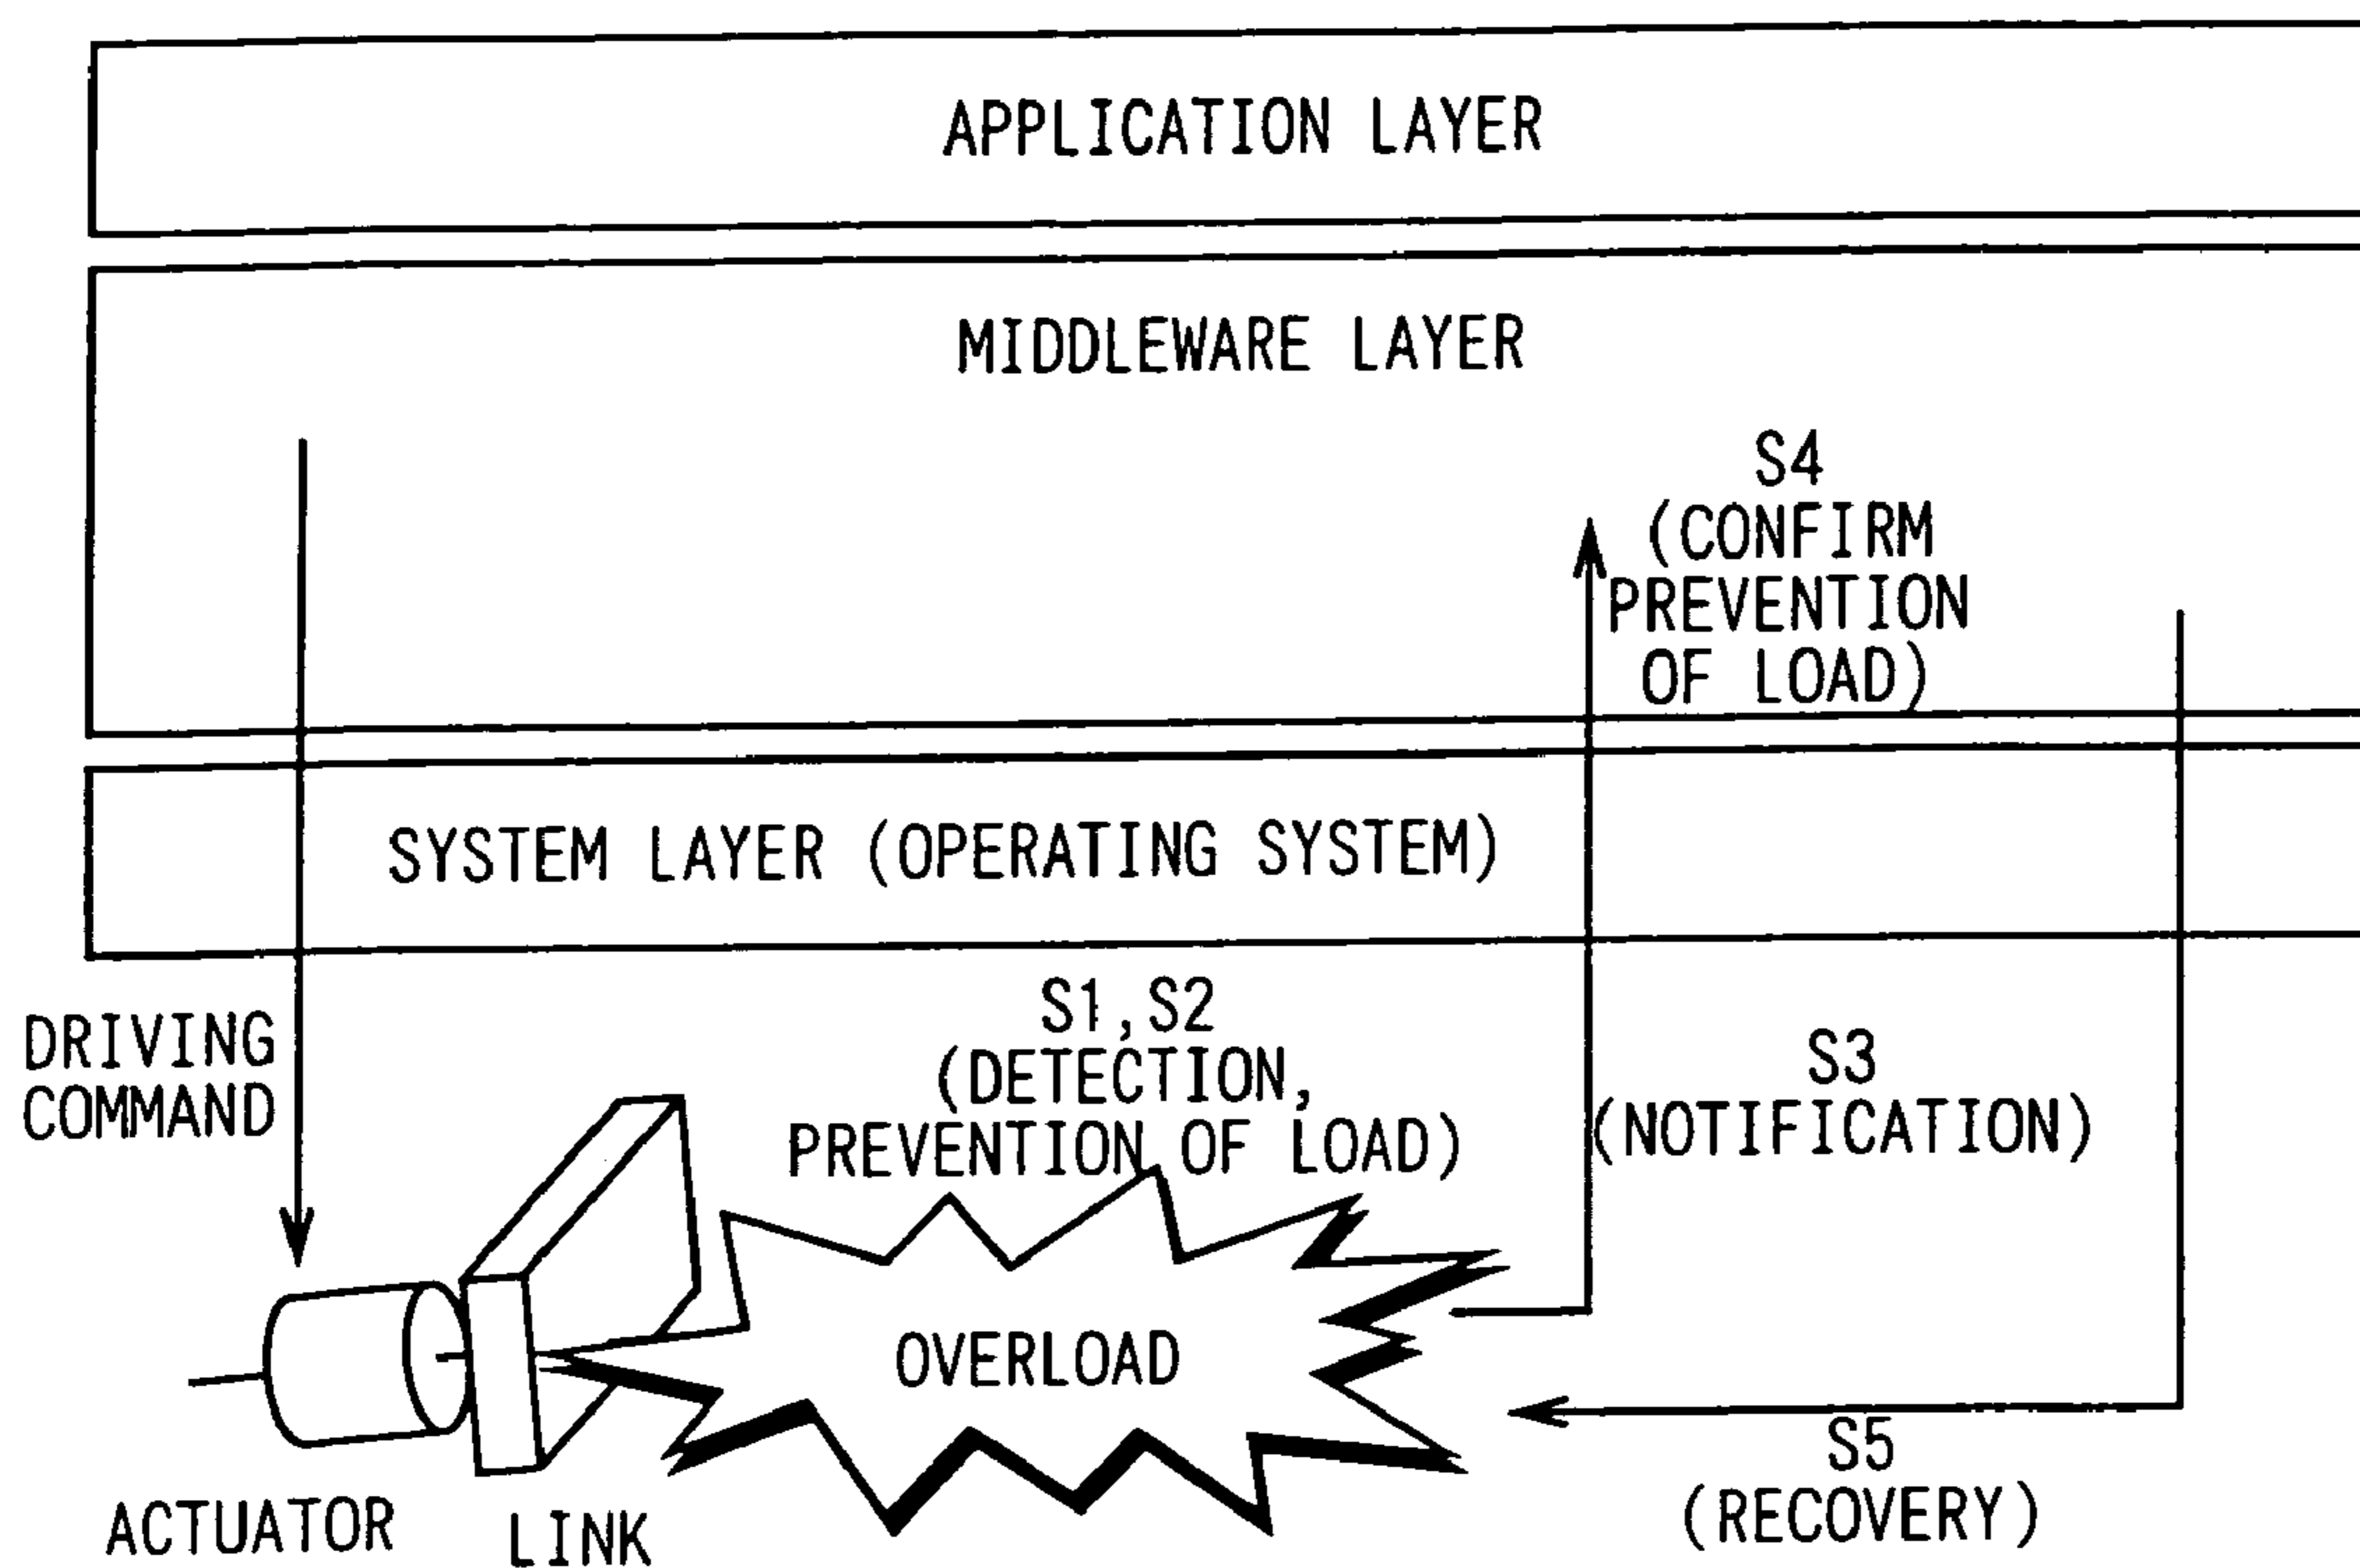 APPLICATION LAYER
MIDDLEWARE LAYER
S4
(CONFIRM
PREVENTION
OF LOAD)
SYSTEM LAYER (OPERATING SYSTEM)
DRIVING
COMMAND
S1,S2
(DETECTION,
PREVENTION OF LOAD)
S3
(NOTIFICATION)
OVERLOAD
S5
(RECOVERY)
ACTUATOR
LINK